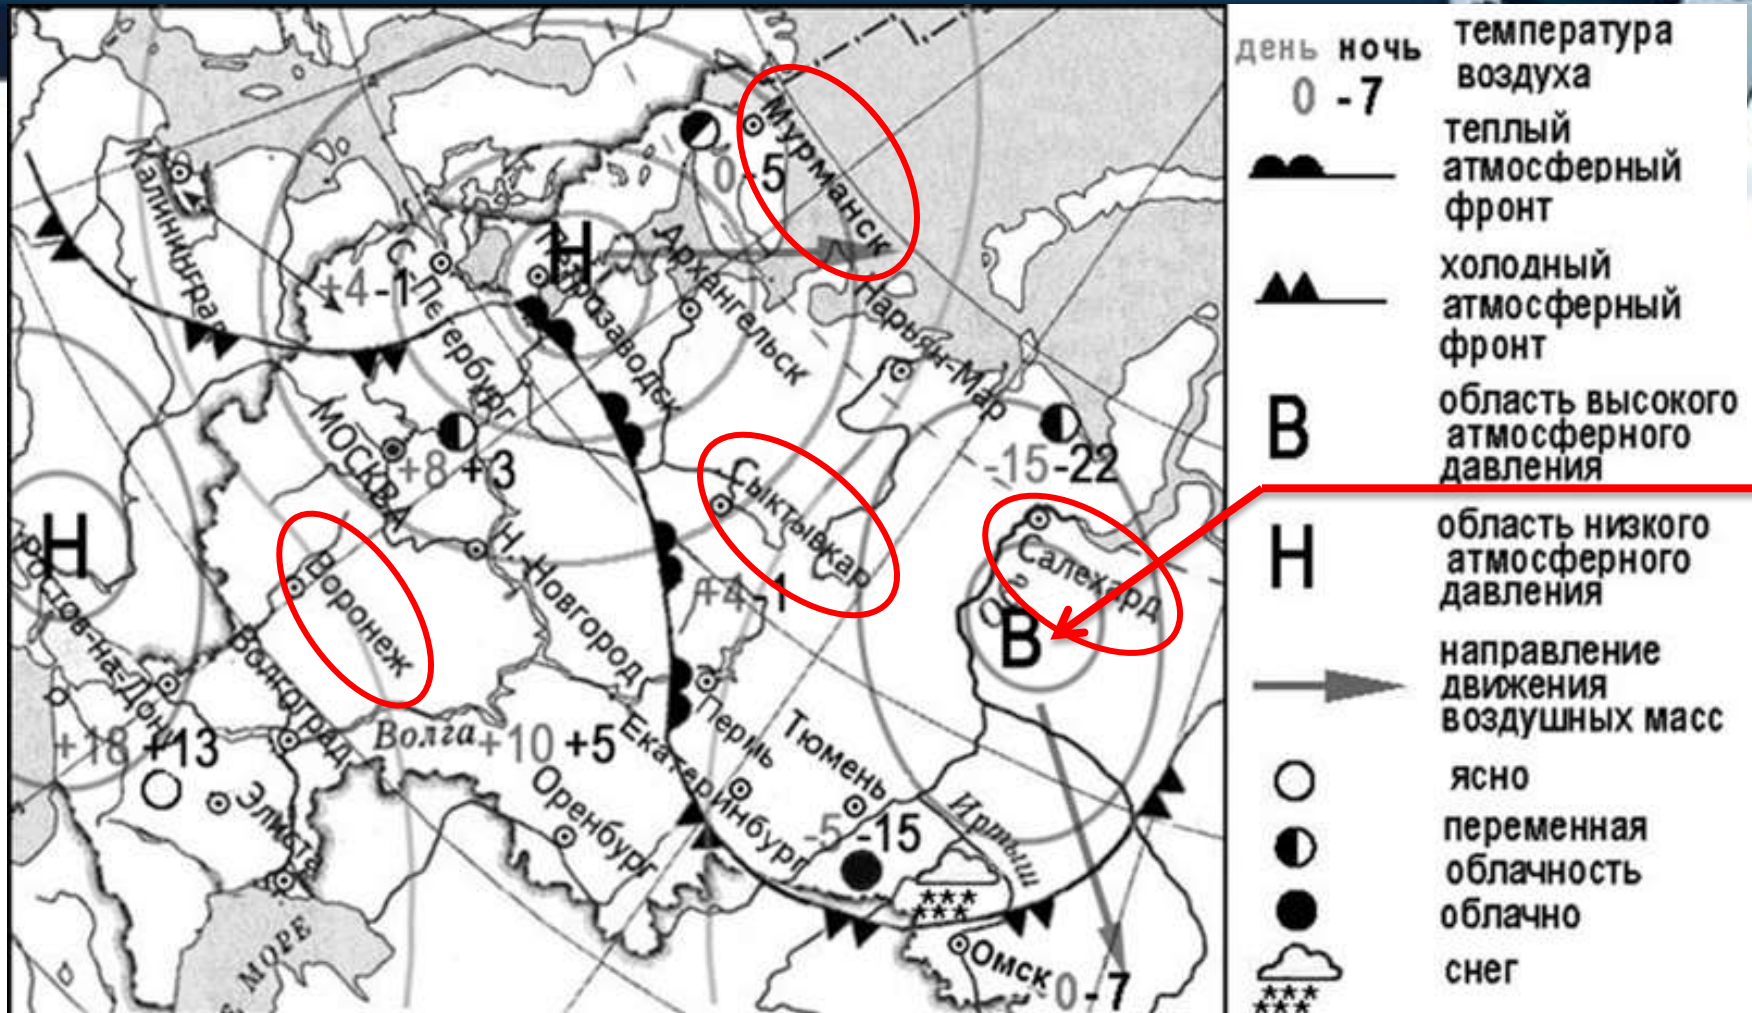 Мурманск
0 -5
Калининград
С.-Петербург
+4 -1
Н
Петрозаводск
Архангельск
Нарьян-Мар
МОСКВА
+8 +3
-15 -22
Сыктывкар
Салехард
Обь
В
Н
Воронеж
Н.-Новгород
+4 -1
Ростов-на-Дону
Волгоград
Волга
+10 +5
Екатеринбург
Пермь
Тюмень
+18 +13
Элиста
Оренбург
-5 -15
Иртыш
МОРЕ
Омск
0 -7
день ночь
0 -7
температура
воздуха
теплый
атмосферный
фронт
холодный
атмосферный
фронт
В
область высокого
атмосферного
давления
Н
область низкого
атмосферного
давления
направление
движения
воздушных масс
ясно
переменная
облачность
облачно
снег